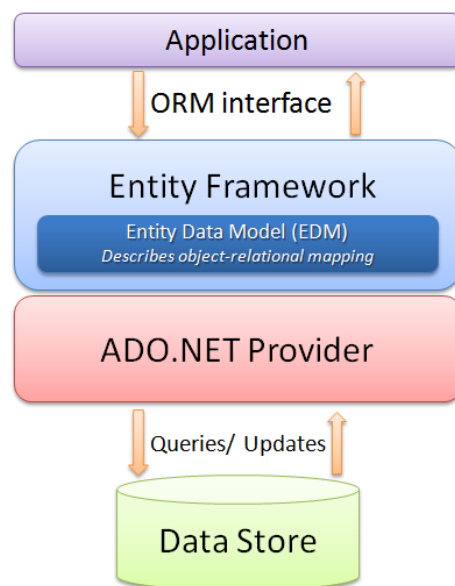 Application
ORM interface
Entity Framework
Entity Data Model (EDM)
Describes object-relational mapping
ADO.NET Provider
Queries/ Updates
Data Store